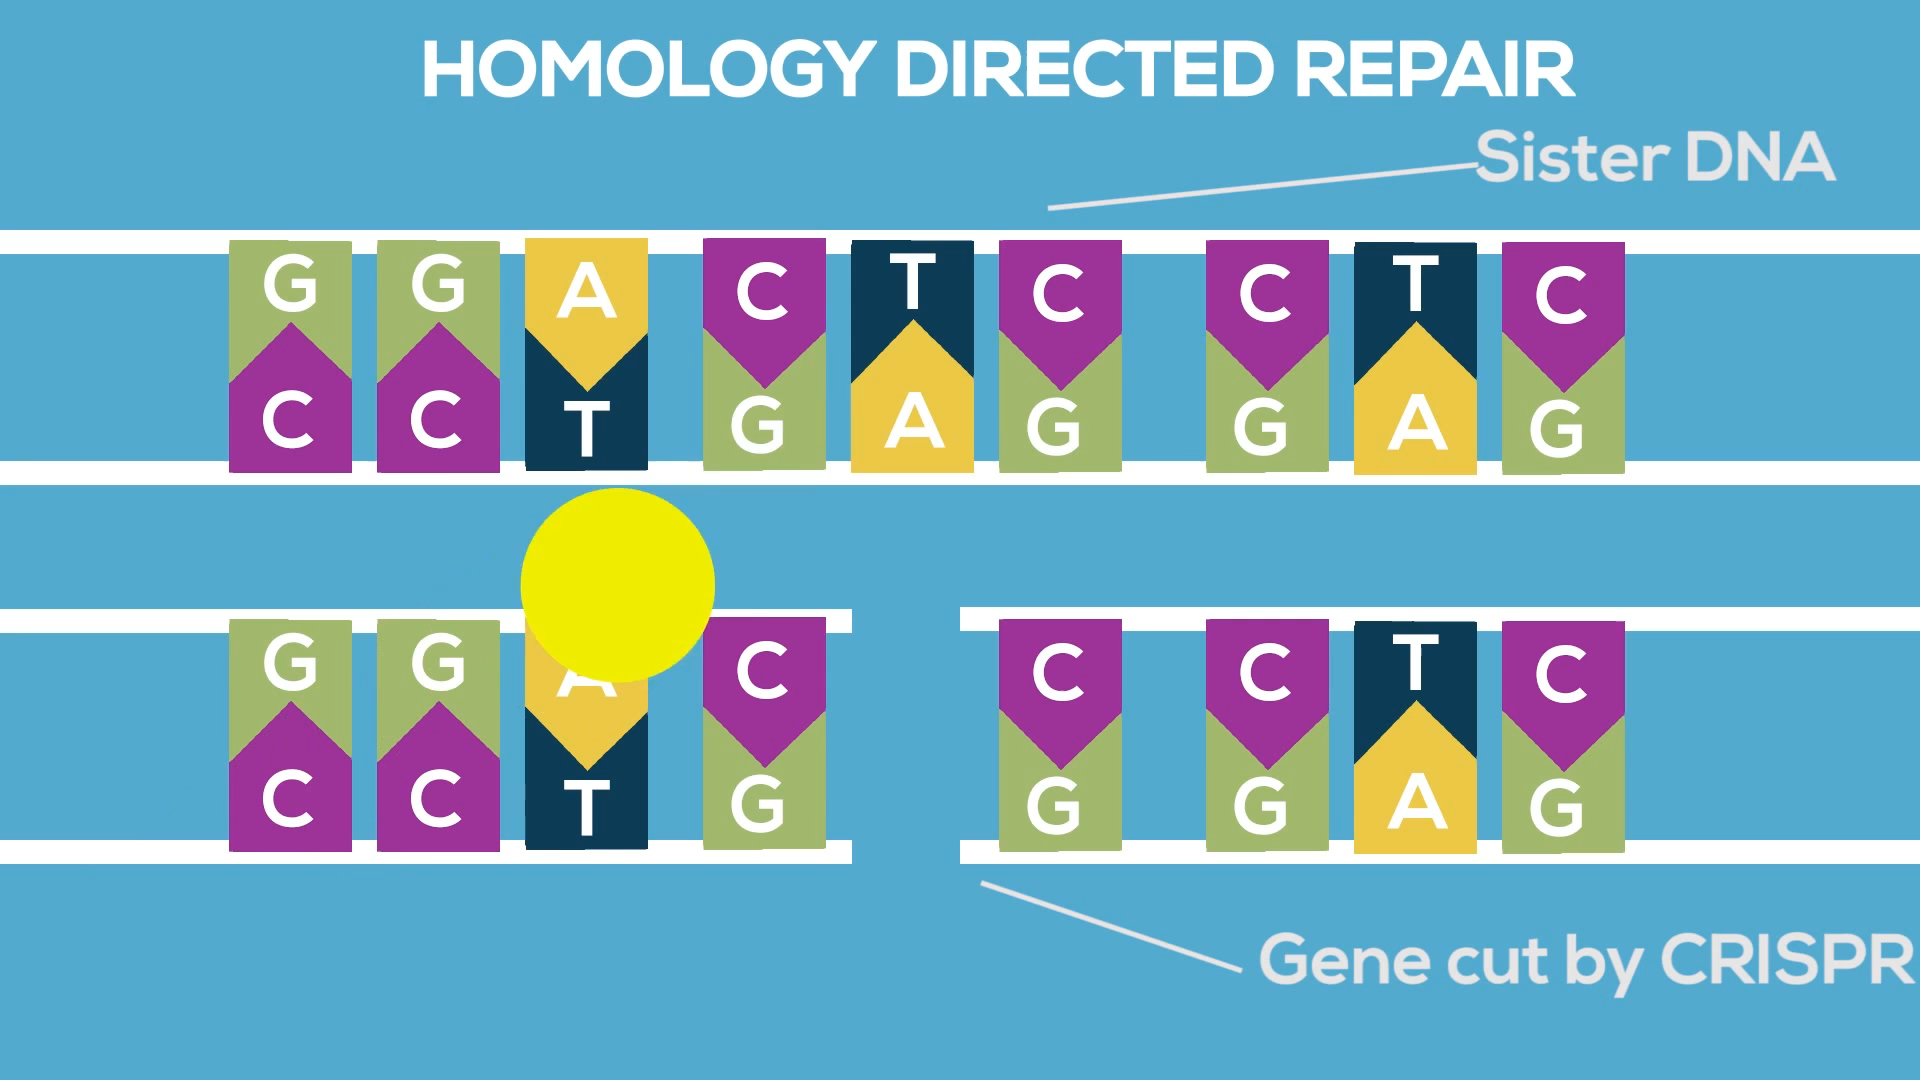 HOMOLOGY DIRECTED REPAIR
Sister DNA
G G A C T C C T C
C C T G A G G A G
G G A C C C T C
C C T G G G A G
Gene cut by CRISPR